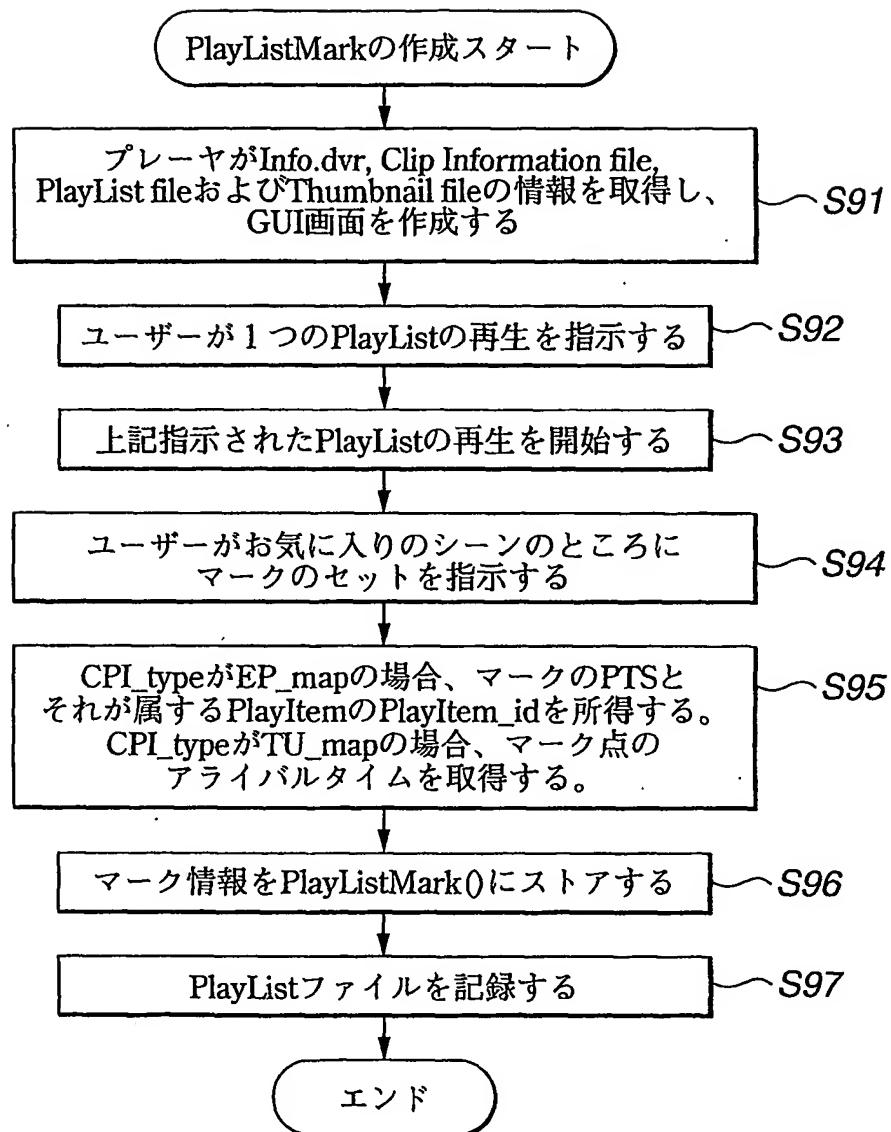 PlayListMarkの作成スタート
プレーヤがInfo.dvr, Clip Information file,
PlayList fileおよびThumbnail fileの情報を取得し、
GUI画面を作成する
S91
ユーザーが１つのPlayListの再生を指示する
S92
上記指示されたPlayListの再生を開始する
S93
ユーザーがお気に入りのシーンのところに
マークのセットを指示する
S94
CPI_typeがEP_mapの場合、マークのPTSと
それが属するPlayItemのPlayItem_idを所得する。
CPI_typeがTU_mapの場合、マーク点の
アライバルタイムを取得する。
S95
マーク情報をPlayListMark()にストアする
S96
PlayListファイルを記録する
S97
エンド